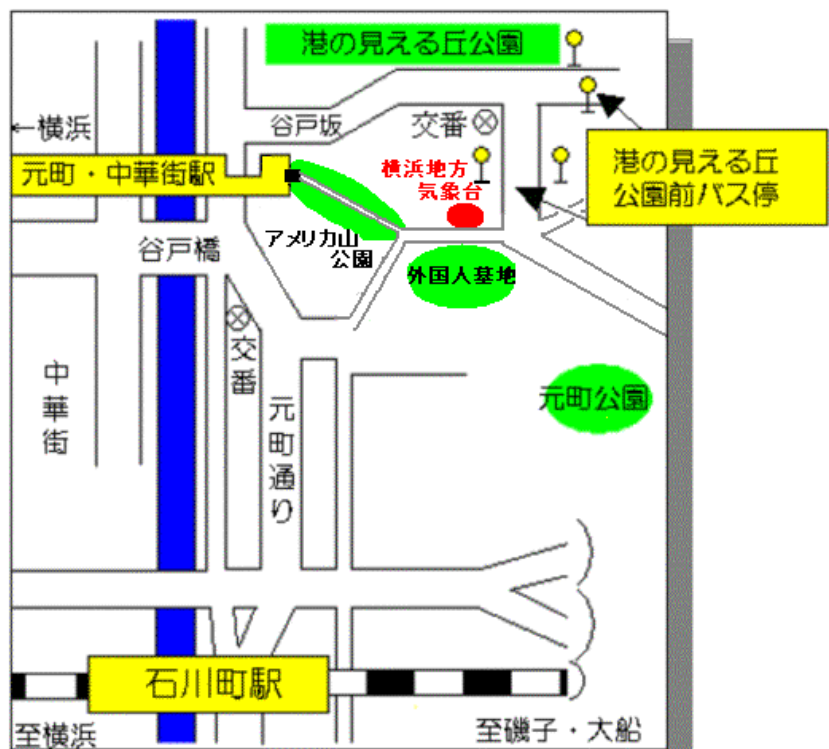 港の見える丘公園
←横浜
谷戸坂
交番
元町・中華街駅
横浜地方
気象台
港の見える丘
公園前バス停
アメリカ山
公園
谷戸橋
外国人墓地
交番
中華街
元町通り
元町公園
石川町駅
至横浜
至磯子・大船